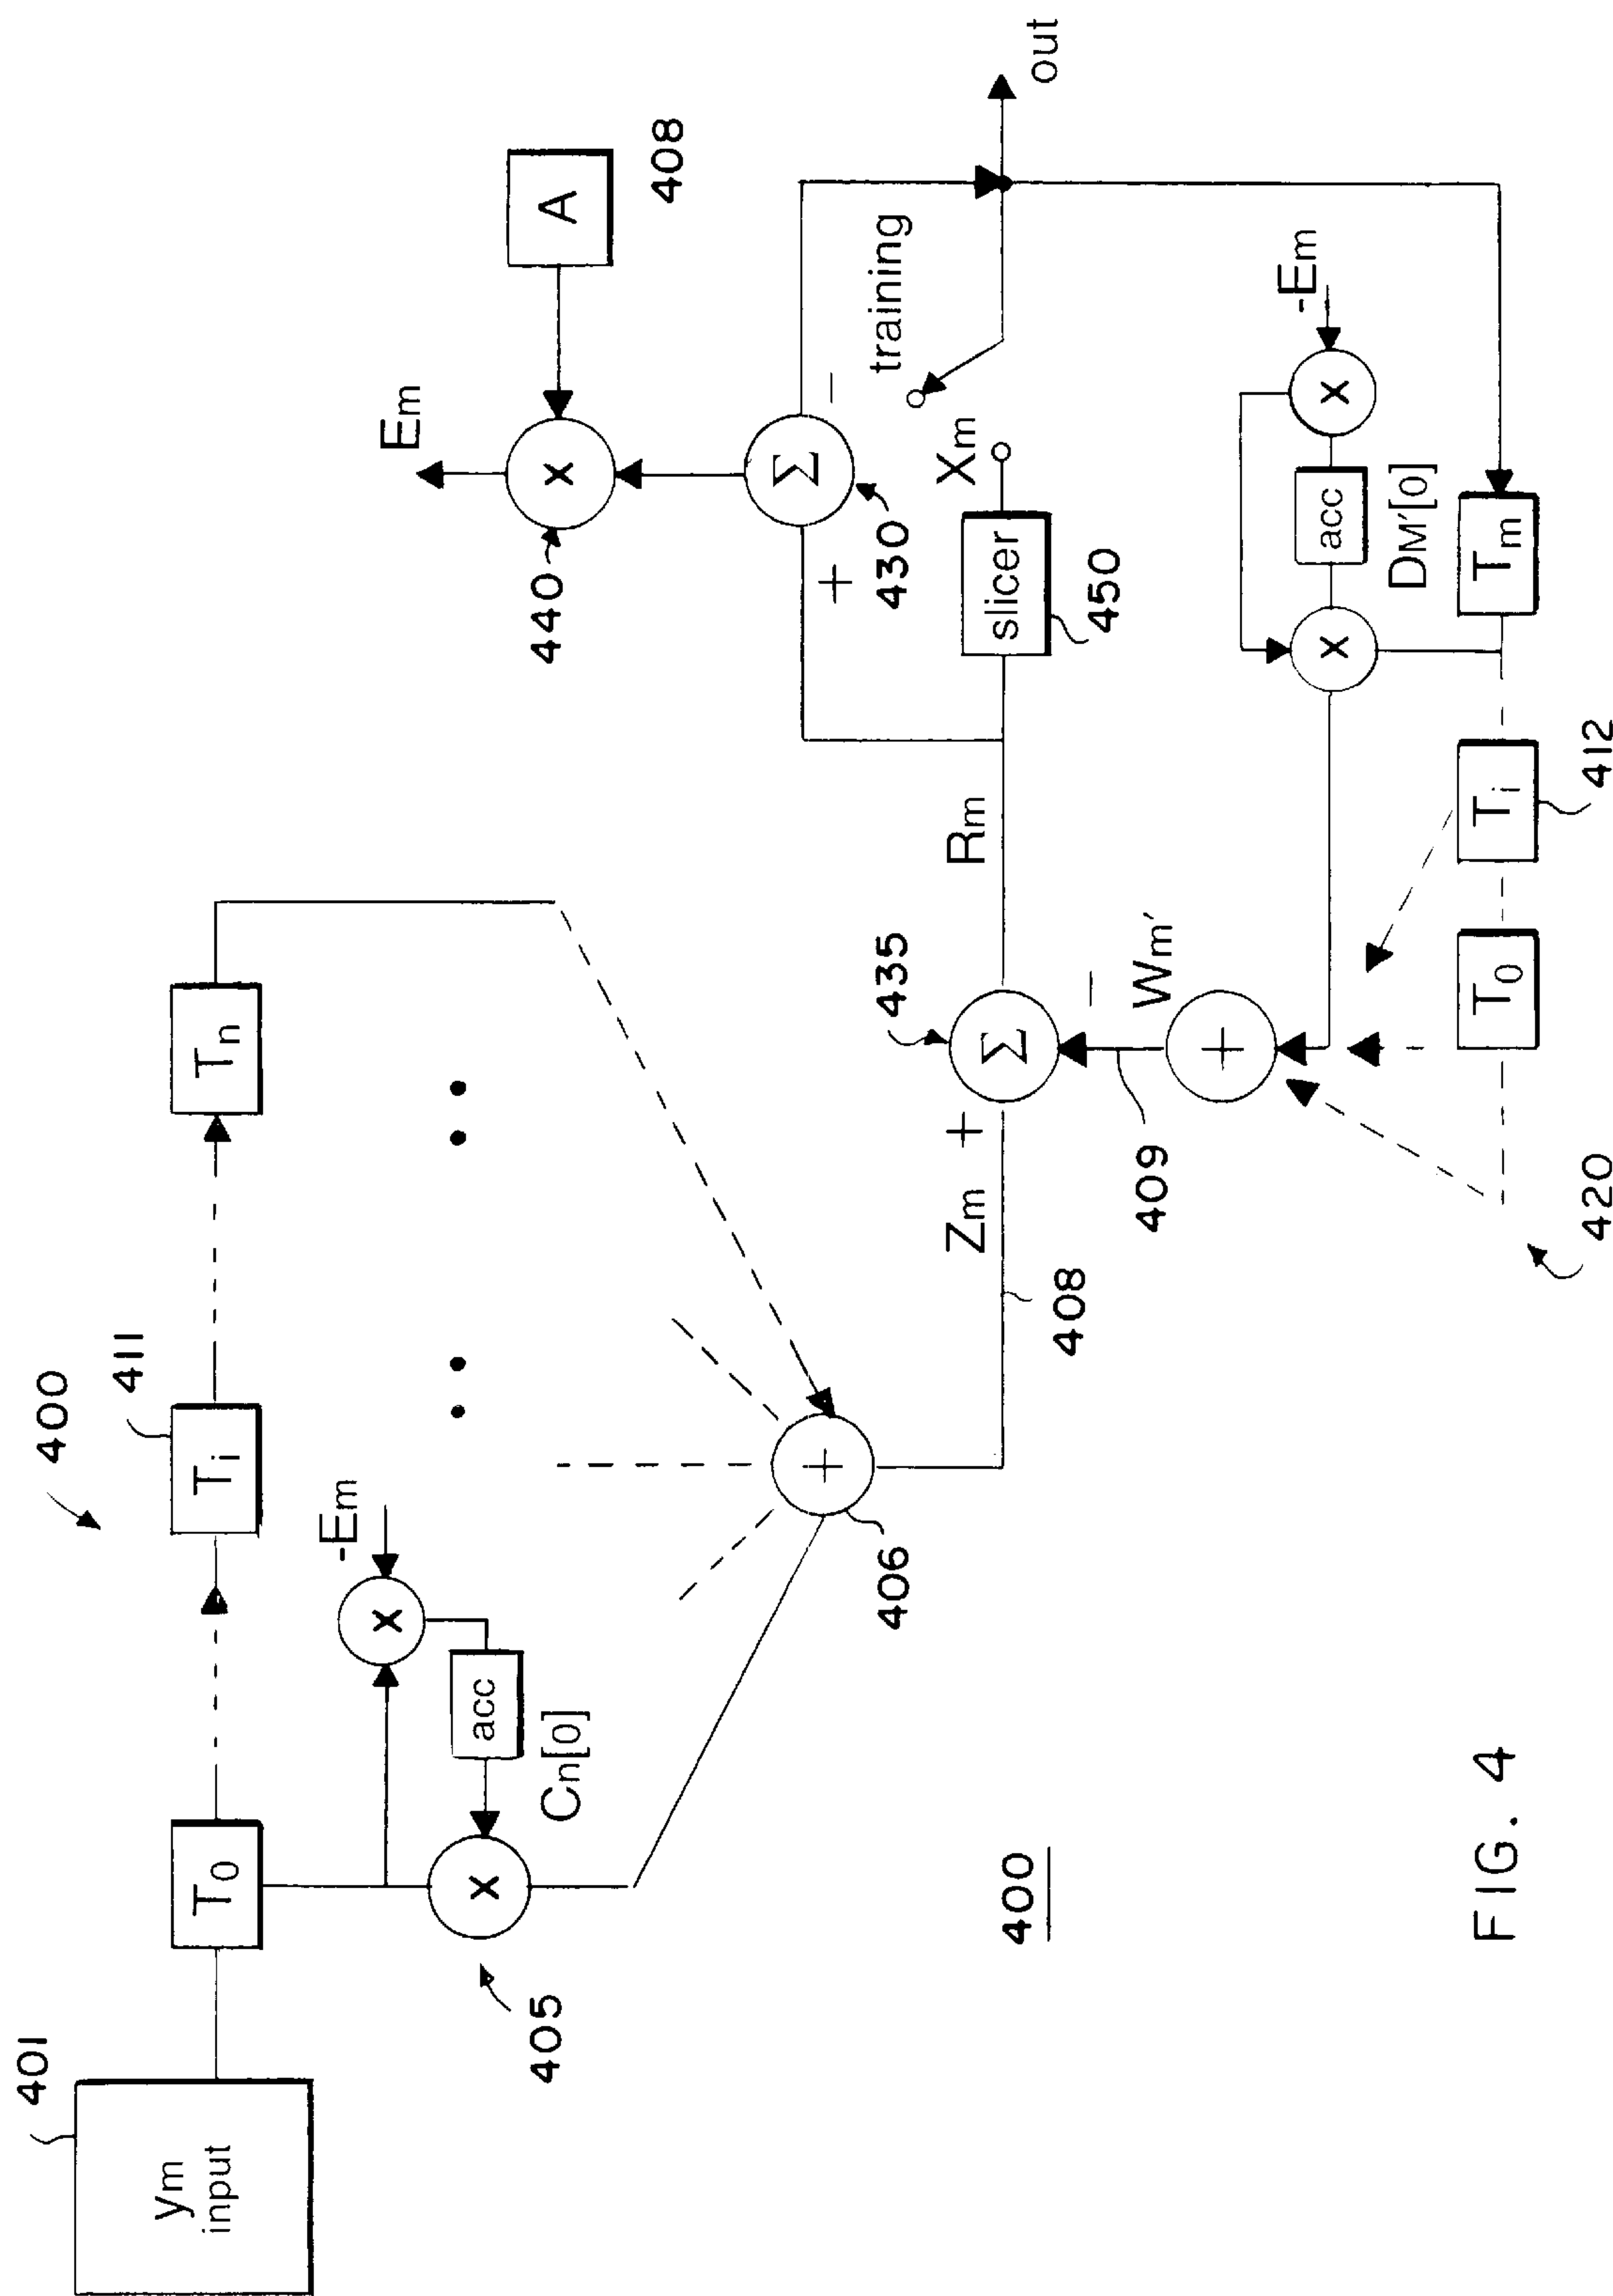 401
ym
input
T0
400
Ti
411
Tn
-Em
acc
Cn[0]
x
x
405
••
••
+
406
Zm
+
408
Σ
435
Rm
409
−
Wm'
+
Em
x
440
A
408
Σ
430
+
−
slicer
450
Xm
training
out
-Em
x
acc
DM'[0]
x
Tm
Ti
412
T0
420
400
FIG. 4